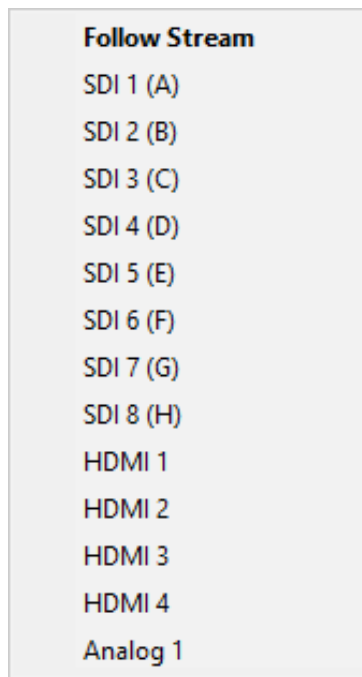 Follow Stream
SDI 1 (A)
SDI 2 (B)
SDI 3 (C)
SDI 4 (D)
SDI 5 (E)
SDI 6 (F)
SDI 7 (G)
SDI 8 (H)
HDMI 1
HDMI 2
HDMI 3
HDMI 4
Analog 1